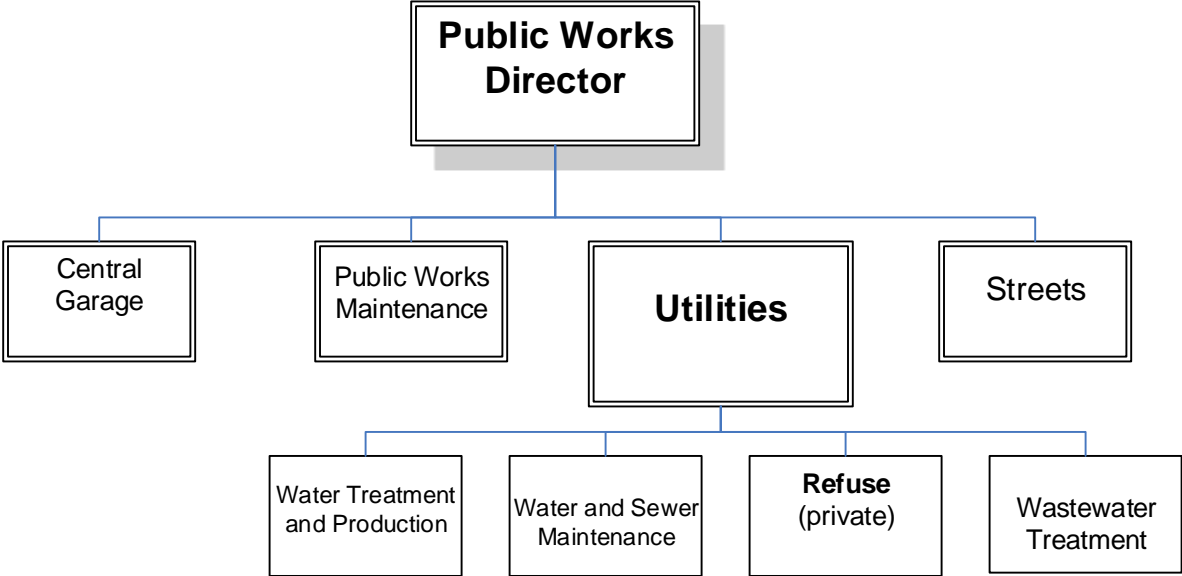 Public Works
Director
Central
Garage
Public Works
Maintenance
Utilities
Streets
Water Treatment
and Production
Water and Sewer
Maintenance
Refuse
(private)
Wastewater
Treatment